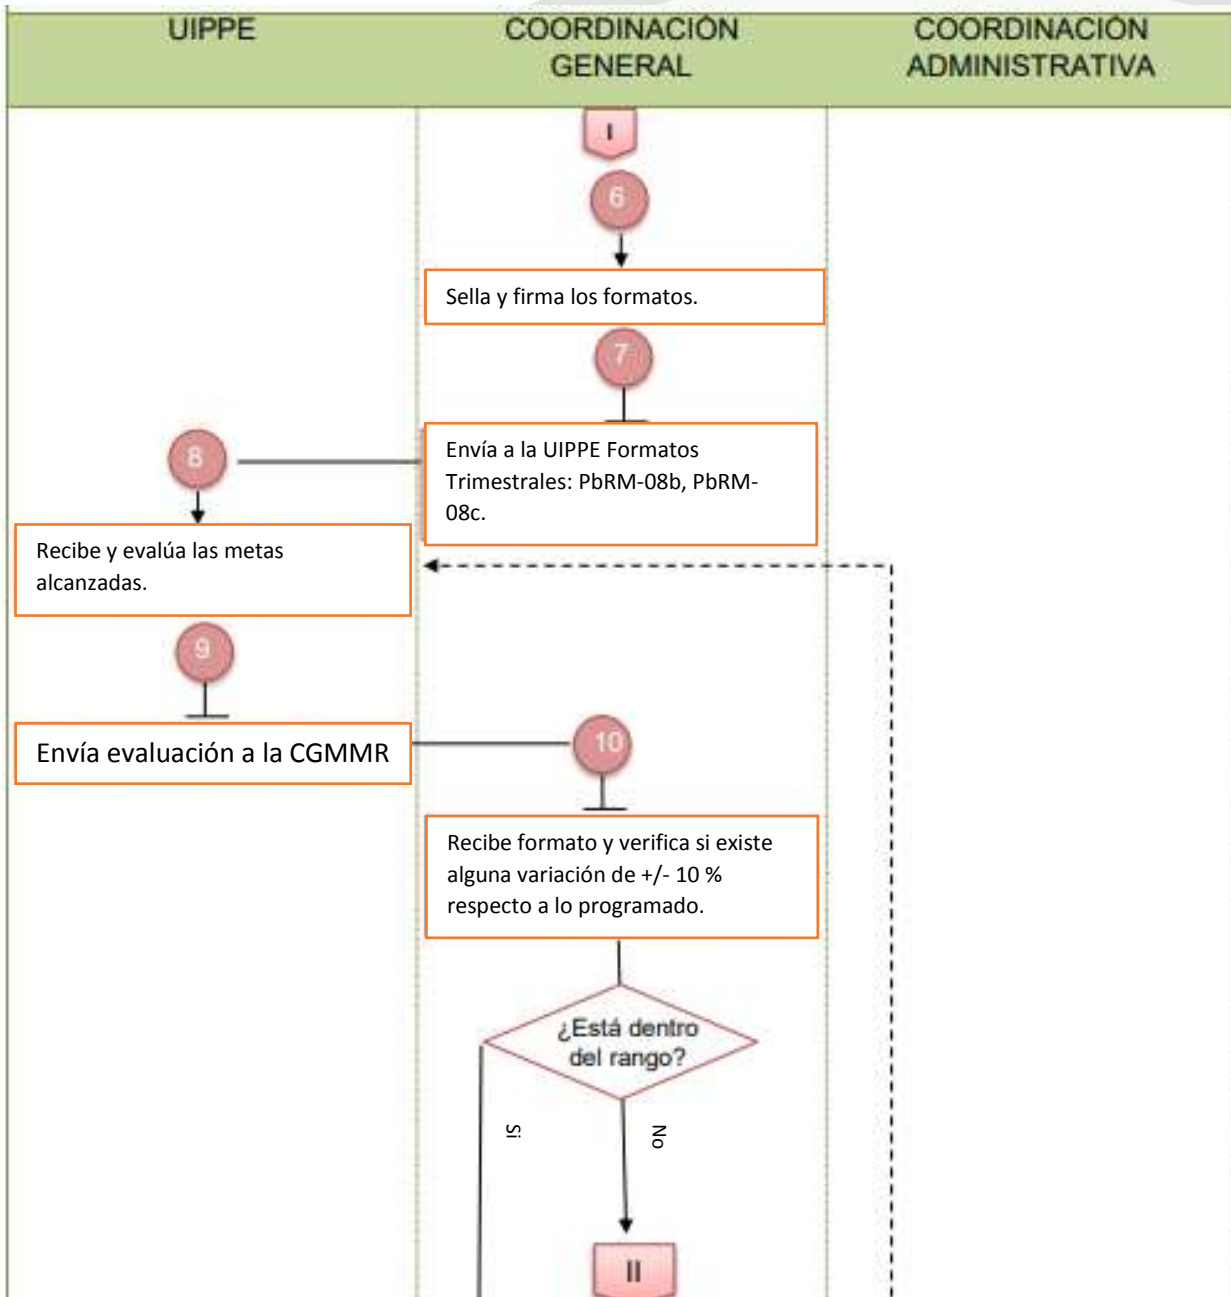 UIPPE
COORDINACIÓN
GENERAL
COORDINACIÓN
ADMINISTRATIVA
I
6
Sella y firma los formatos.
7
Envía a la UIPPE Formatos
Trimestrales: PbRM-08b, PbRM-
08c.
8
Recibe y evalúa las metas
alcanzadas.
9
Envía evaluación a la CGMMR
10
Recibe formato y verifica si existe
alguna variación de +/- 10 %
respecto a lo programado.
¿Está dentro
del rango?
Si
No
II